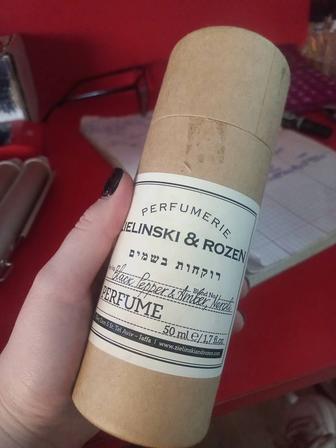 PERFUMERIE
ZIELINSKI & ROZEN
רוקחות בשמים
Black Pepper & Amber, Neroli
PERFUME
50 ml e/1.7 fl.oz
Tel Aviv - Jaffa | www.zielinskiandrozen.com